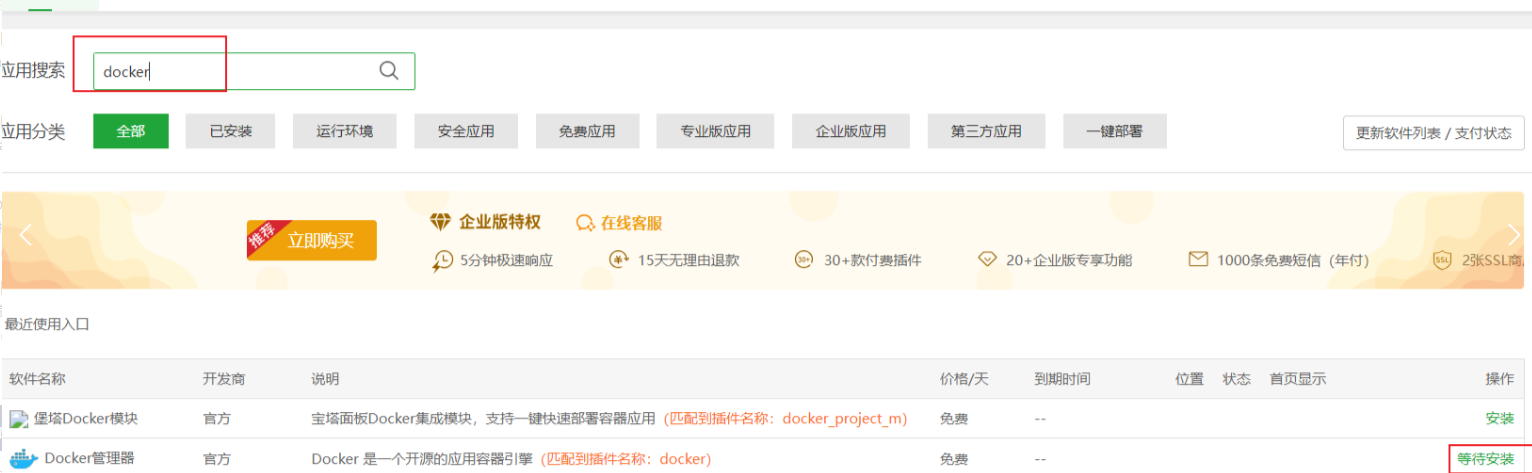 应用搜索 docker
应用分类 全部 已安装 运行环境 安全应用 免费应用 专业版应用 企业版应用 第三方应用 一键部署 更新软件列表 / 支付状态
推荐 立即购买 企业版特权 在线客服
5分钟极速响应 15天无理由退款 30+ 30+款付费插件 20+企业版专享功能 1000条免费短信 (年付) SSL 2张SSL商
最近使用入口
软件名称 开发商 说明 价格/天 到期时间 位置 状态 首页显示 操作
堡塔Docker模块 官方 宝塔面板Docker集成模块，支持一键快速部署容器应用 (匹配到插件名称：docker_project_m) 免费 -- 安装
Docker管理器 官方 Docker 是一个开源的应用容器引擎 (匹配到插件名称：docker) 免费 -- 等待安装